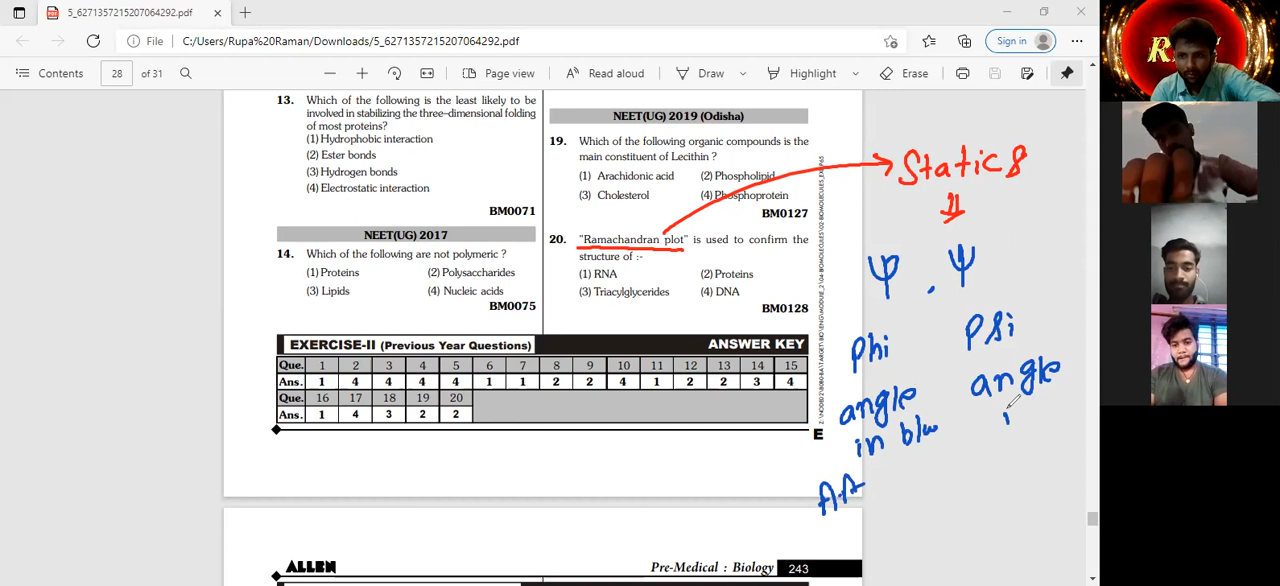 5_6271357215207064292.pdf
File
C:/Users/Rupa%20Raman/Downloads/5_6271357215207064292.pdf
Sign in
Contents
28
of 31
Page view
Read aloud
Draw
Highlight
Erase
13. Which of the following is the least likely to be
involved in stabilizing the three-dimensional folding
of most proteins?
(1) Hydrophobic interaction
(2) Ester bonds
(3) Hydrogen bonds
(4) Electrostatic interaction
BM0071
NEET(UG) 2017
14. Which of the following are not polymeric ?
(1) Proteins (2) Polysaccharides
(3) Lipids (4) Nucleic acids
BM0075
NEET(UG) 2019 (Odisha)
19. Which of the following organic compounds is the
main constituent of Lecithin ?
(1) Arachidonic acid (2) Phospholipid
(3) Cholesterol (4) Phosphoprotein
BM0127
20. "Ramachandran plot" is used to confirm the
structure of :-
(1) RNA (2) Proteins
(3) Triacylglycerides (4) DNA
BM0128
EXERCISE-II (Previous Year Questions) ANSWER KEY
Que. 1 2 3 4 5 6 7 8 9 10 11 12 13 14 15
Ans. 1 4 4 4 4 1 1 2 2 4 1 2 2 3 4
Que. 16 17 18 19 20
Ans. 1 4 3 2 2
E
ALLEN
Pre-Medical : Biology 243
ψ , ψ
phi
angle
in b/w
A.A
psi
angle